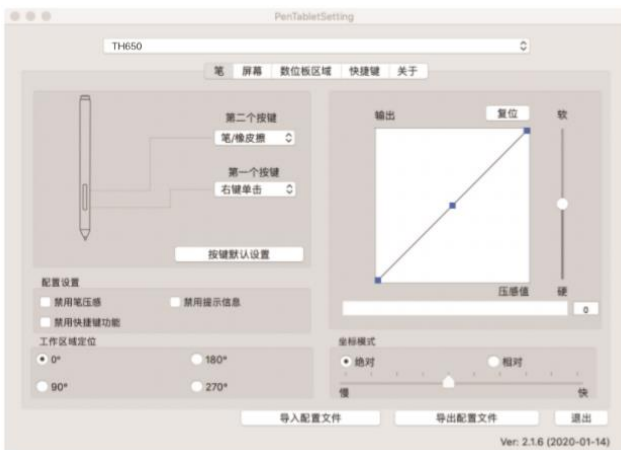 PenTabletSetting
TH650
笔 屏幕 数位板区域 快捷键 关于
第二个按键
笔/橡皮擦
第一个按键
右键单击
按键默认设置
输出 复位 软
压感值 硬
0
配置设置
禁用笔压感 禁用提示信息
禁用快捷键功能
工作区域定位
0° 180°
90° 270°
坐标模式
绝对 相对
慢 快
导入配置文件 导出配置文件 退出
Ver: 2.1.6 (2020-01-14)